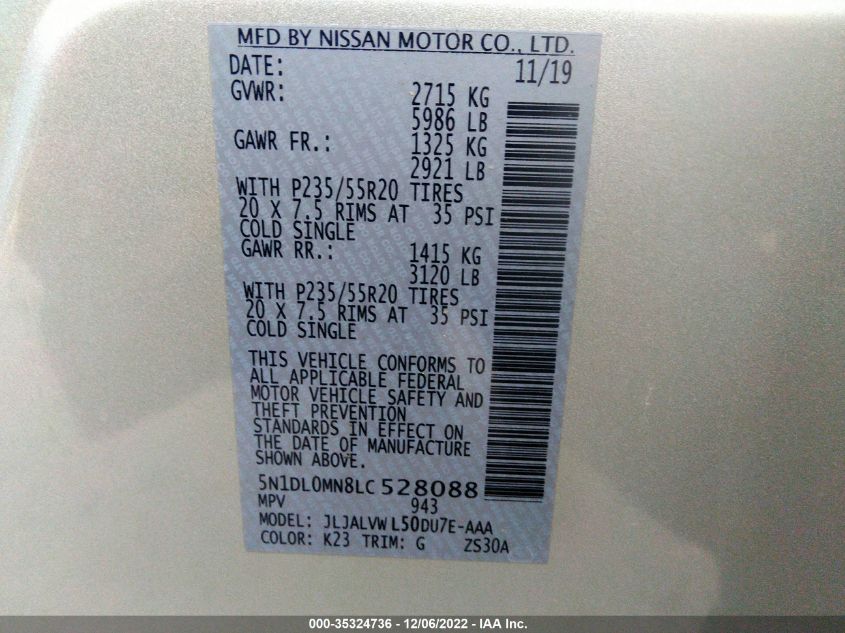 MFD BY NISSAN MOTOR CO., LTD.
DATE: 11/19
GVWR: 2715 KG
5986 LB
GAWR FR.: 1325 KG
2921 LB
WITH P235/55R20 TIRES
20 X 7.5 RIMS AT 35 PSI
COLD SINGLE
GAWR RR.: 1415 KG
3120 LB
WITH P235/55R20 TIRES
20 X 7.5 RIMS AT 35 PSI
COLD SINGLE
THIS VEHICLE CONFORMS TO
ALL APPLICABLE FEDERAL
MOTOR VEHICLE SAFETY AND
THEFT PREVENTION
STANDARDS IN EFFECT ON
THE DATE OF MANUFACTURE
SHOWN ABOVE.
5N1DL0MN8LC 528088
MPV 943
MODEL: JLJALVW L50DU7E-AAA
COLOR: K23 TRIM: G ZS30A
000-35324736 - 12/06/2022 - IAA Inc.